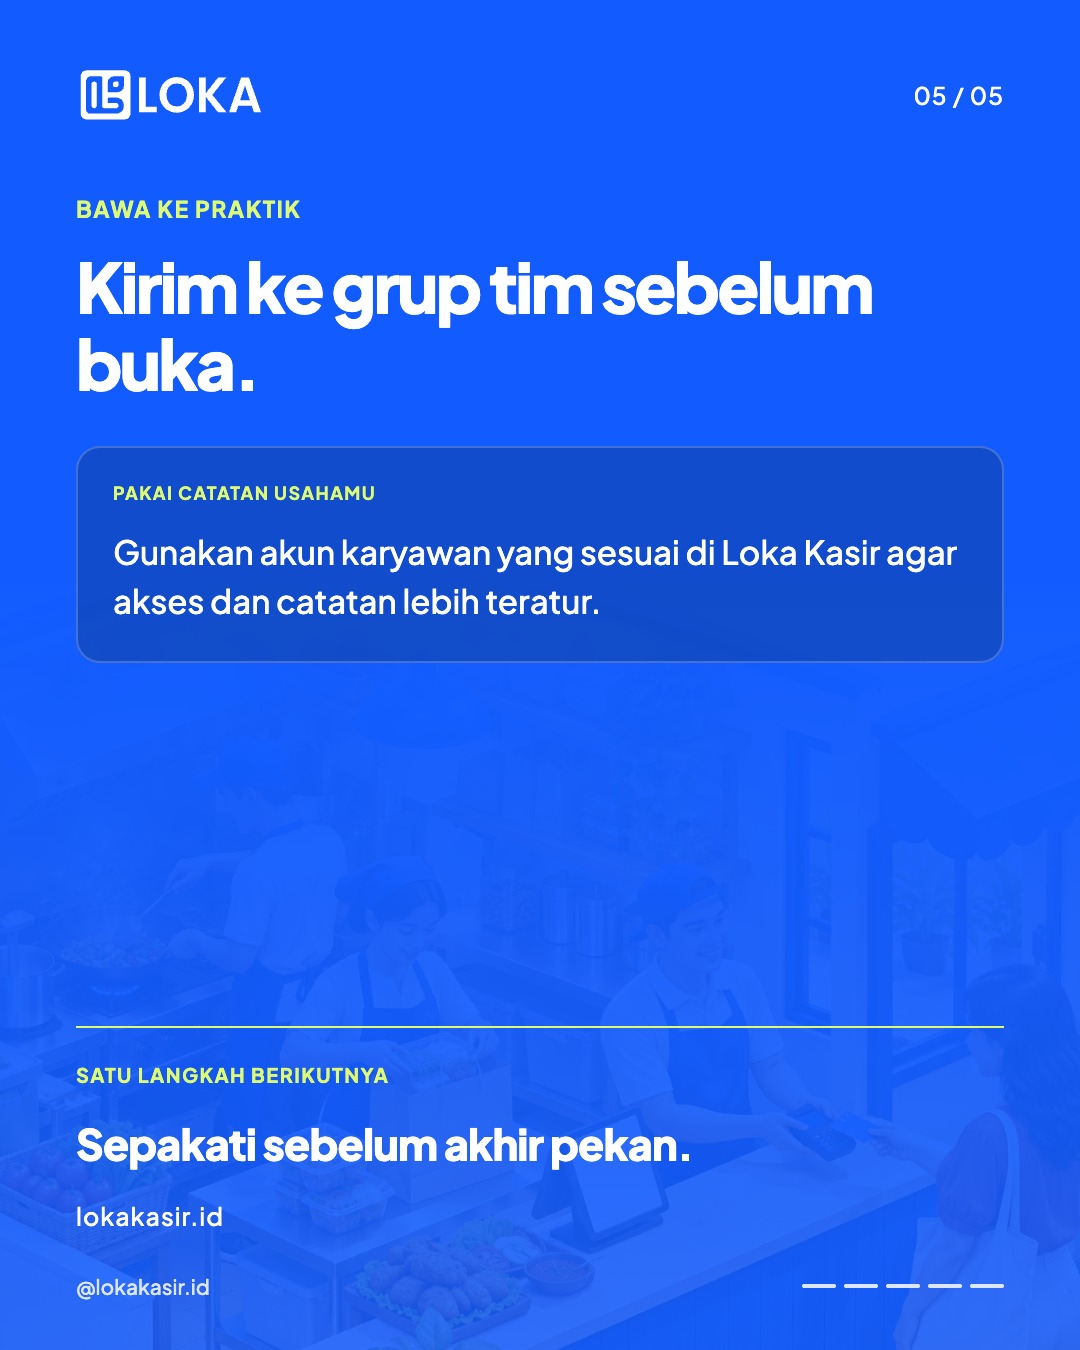 LOKA
05 / 05
BAWA KE PRAKTIK
Kirim ke grup tim sebelum
buka.
PAKAI CATATAN USAHAMU
Gunakan akun karyawan yang sesuai di Loka Kasir agar
akses dan catatan lebih teratur.
SATU LANGKAH BERIKUTNYA
Sepakati sebelum akhir pekan.
lokakasir.id
@lokakasir.id